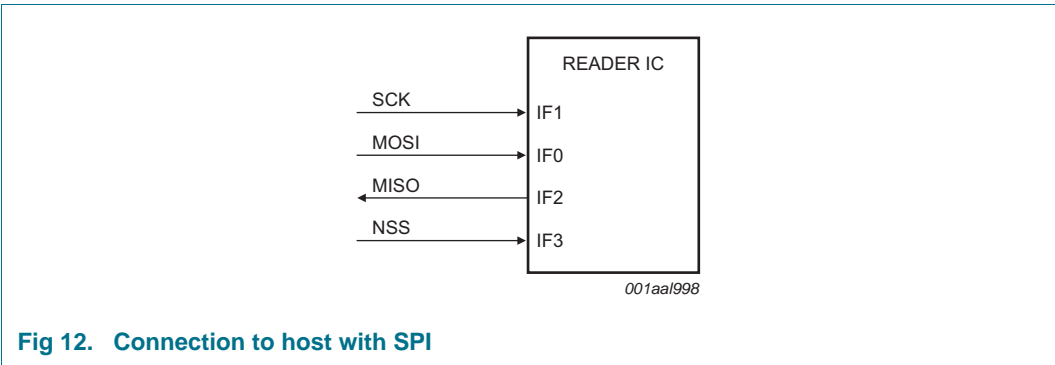 READER IC
SCK
IF1
MOSI
IF0
MISO
IF2
NSS
IF3
001aal998
Fig 12. Connection to host with SPI